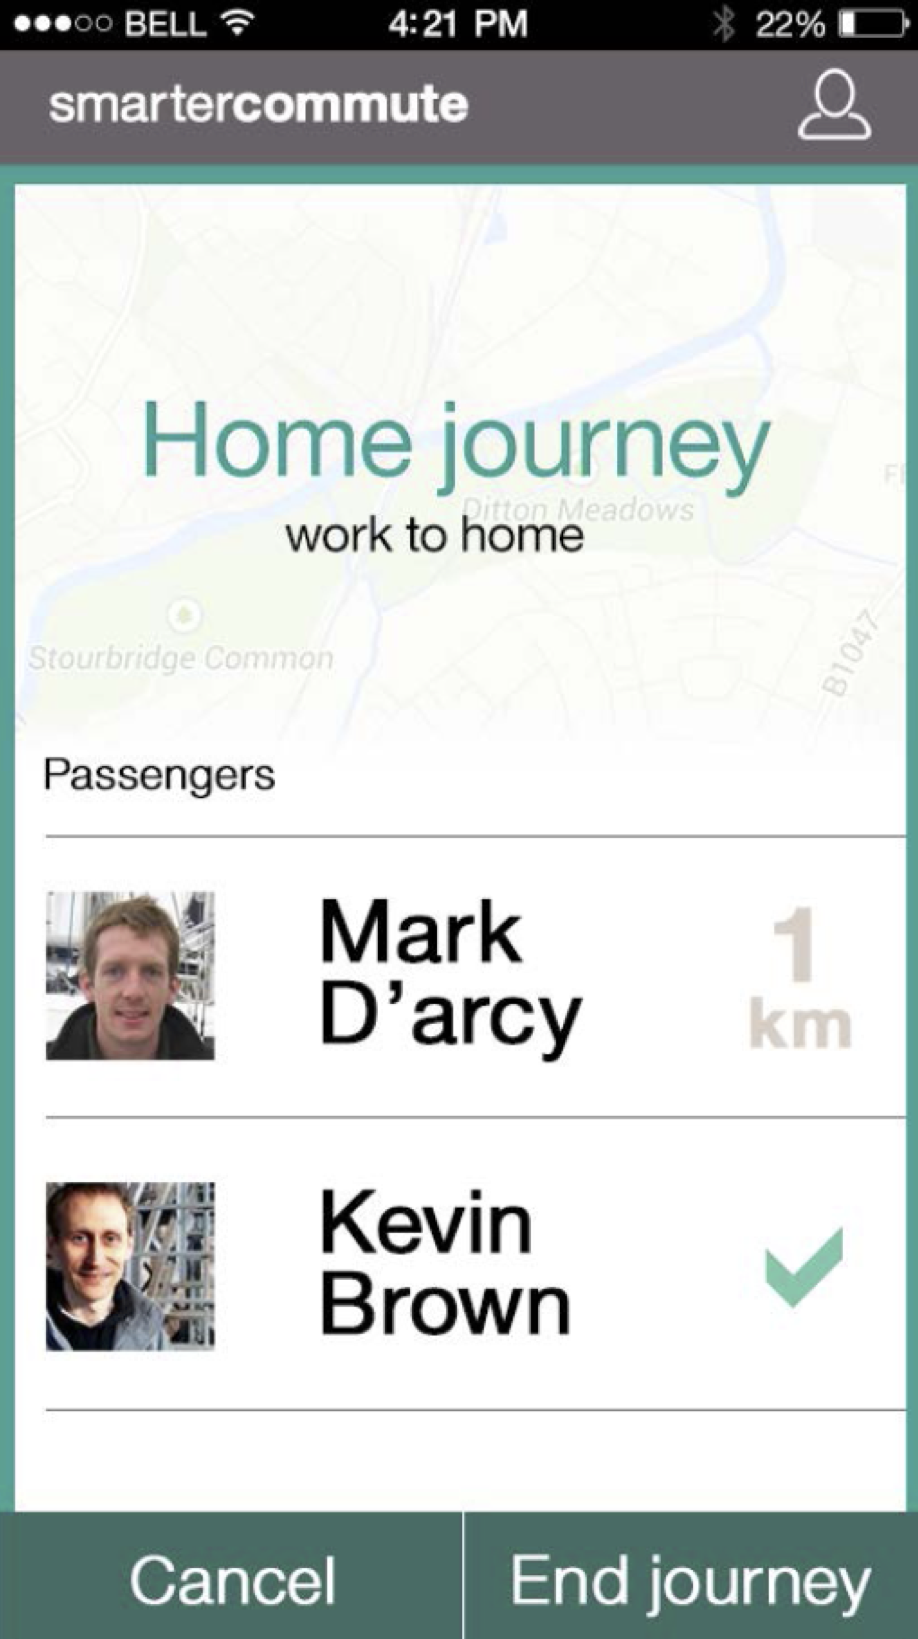 BELL 4:21 PM 22%
smartercommute
Home journey
Ditton Meadows
work to home
Stourbridge Common
B1047
Passengers
Mark
D’arcy
1
km
Kevin
Brown
Cancel
End journey